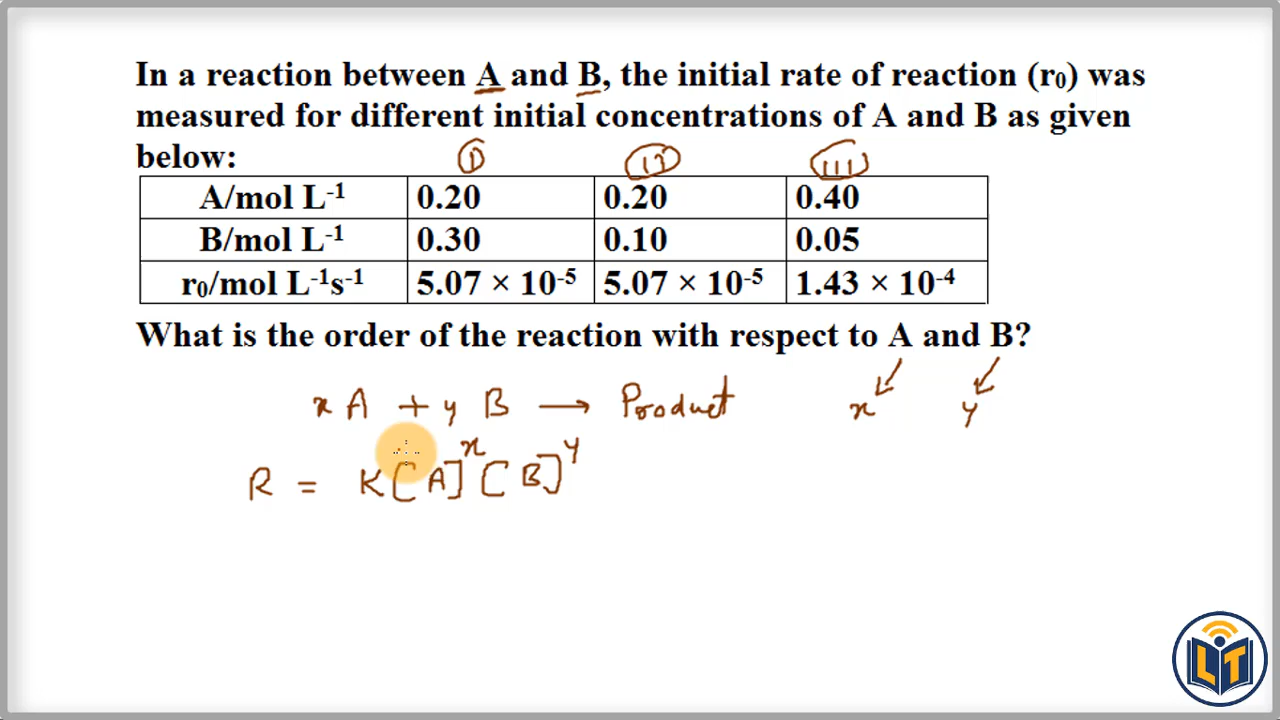 In a reaction between A and B, the initial rate of reaction (r₀) was
measured for different initial concentrations of A and B as given
below:
I II III
A/mol L⁻¹ 0.20 0.20 0.40
B/mol L⁻¹ 0.30 0.10 0.05
r₀/mol L⁻¹s⁻¹ 5.07 × 10⁻⁵ 5.07 × 10⁻⁵ 1.43 × 10⁻⁴
What is the order of the reaction with respect to A and B?
x A + y B → Product x y
R = K[A]ˣ [B]ʸ
LT